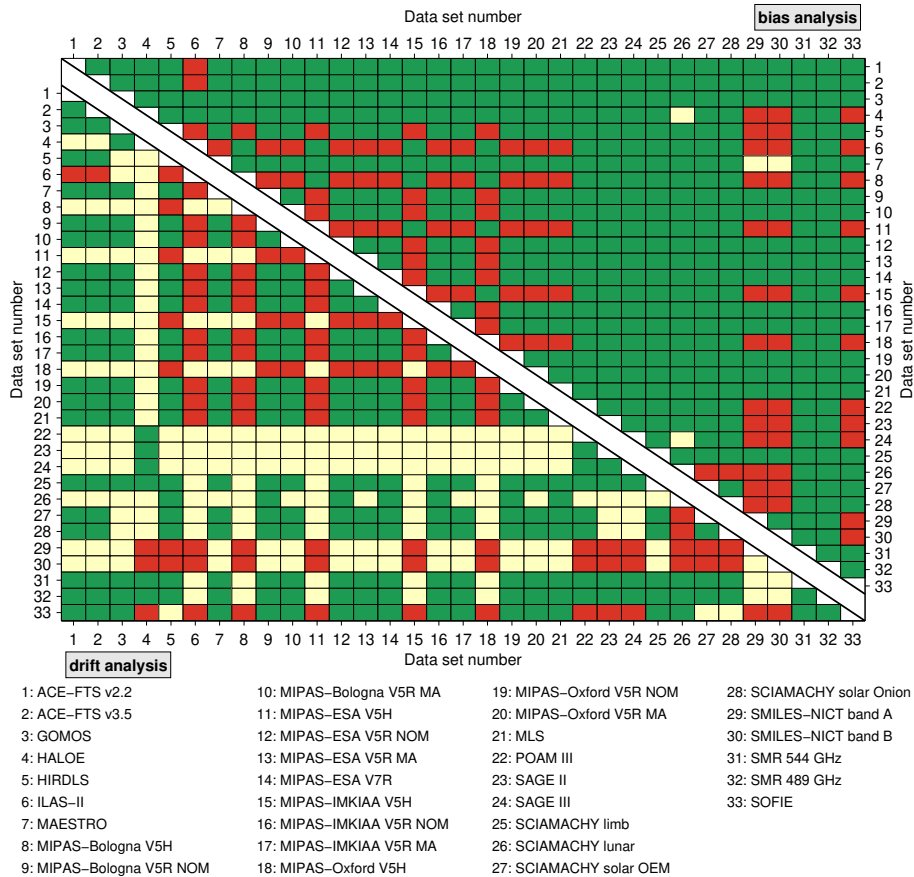 Data set number
bias analysis
1 2 3 4 5 6 7 8 9 10 11 12 13 14 15 16 17 18 19 20 21 22 23 24 25 26 27 28 29 30 31 32 33
1
2
3
4
5
6
7
8
9
10
11
12
13
14
15
16
17
18
19
20
21
22
23
24
25
26
27
28
29
30
31
32
33
Data set number
1
2
3
4
5
6
7
8
9
10
11
12
13
14
15
16
17
18
19
20
21
22
23
24
26
27
28
29
30
31
32
33
Data set number
1 2 3 4 5 6 7 8 9 10 11 12 13 14 15 16 17 18 19 20 21 22 23 24 25 26 27 28 29 30 31 32 33
drift analysis
Data set number
1: ACE−FTS v2.2
2: ACE−FTS v3.5
3: GOMOS
4: HALOE
5: HIRDLS
6: ILAS−II
7: MAESTRO
8: MIPAS−Bologna V5H
9: MIPAS−Bologna V5R NOM
10: MIPAS−Bologna V5R MA
11: MIPAS−ESA V5H
12: MIPAS−ESA V5R NOM
13: MIPAS−ESA V5R MA
14: MIPAS−ESA V7R
15: MIPAS−IMKIAA V5H
16: MIPAS−IMKIAA V5R NOM
17: MIPAS−IMKIAA V5R MA
18: MIPAS−Oxford V5H
19: MIPAS−Oxford V5R NOM
20: MIPAS−Oxford V5R MA
21: MLS
22: POAM III
23: SAGE II
24: SAGE III
25: SCIAMACHY limb
26: SCIAMACHY lunar
27: SCIAMACHY solar OEM
28: SCIAMACHY solar Onion
29: SMILES−NICT band A
30: SMILES−NICT band B
31: SMR 544 GHz
32: SMR 489 GHz
33: SOFIE